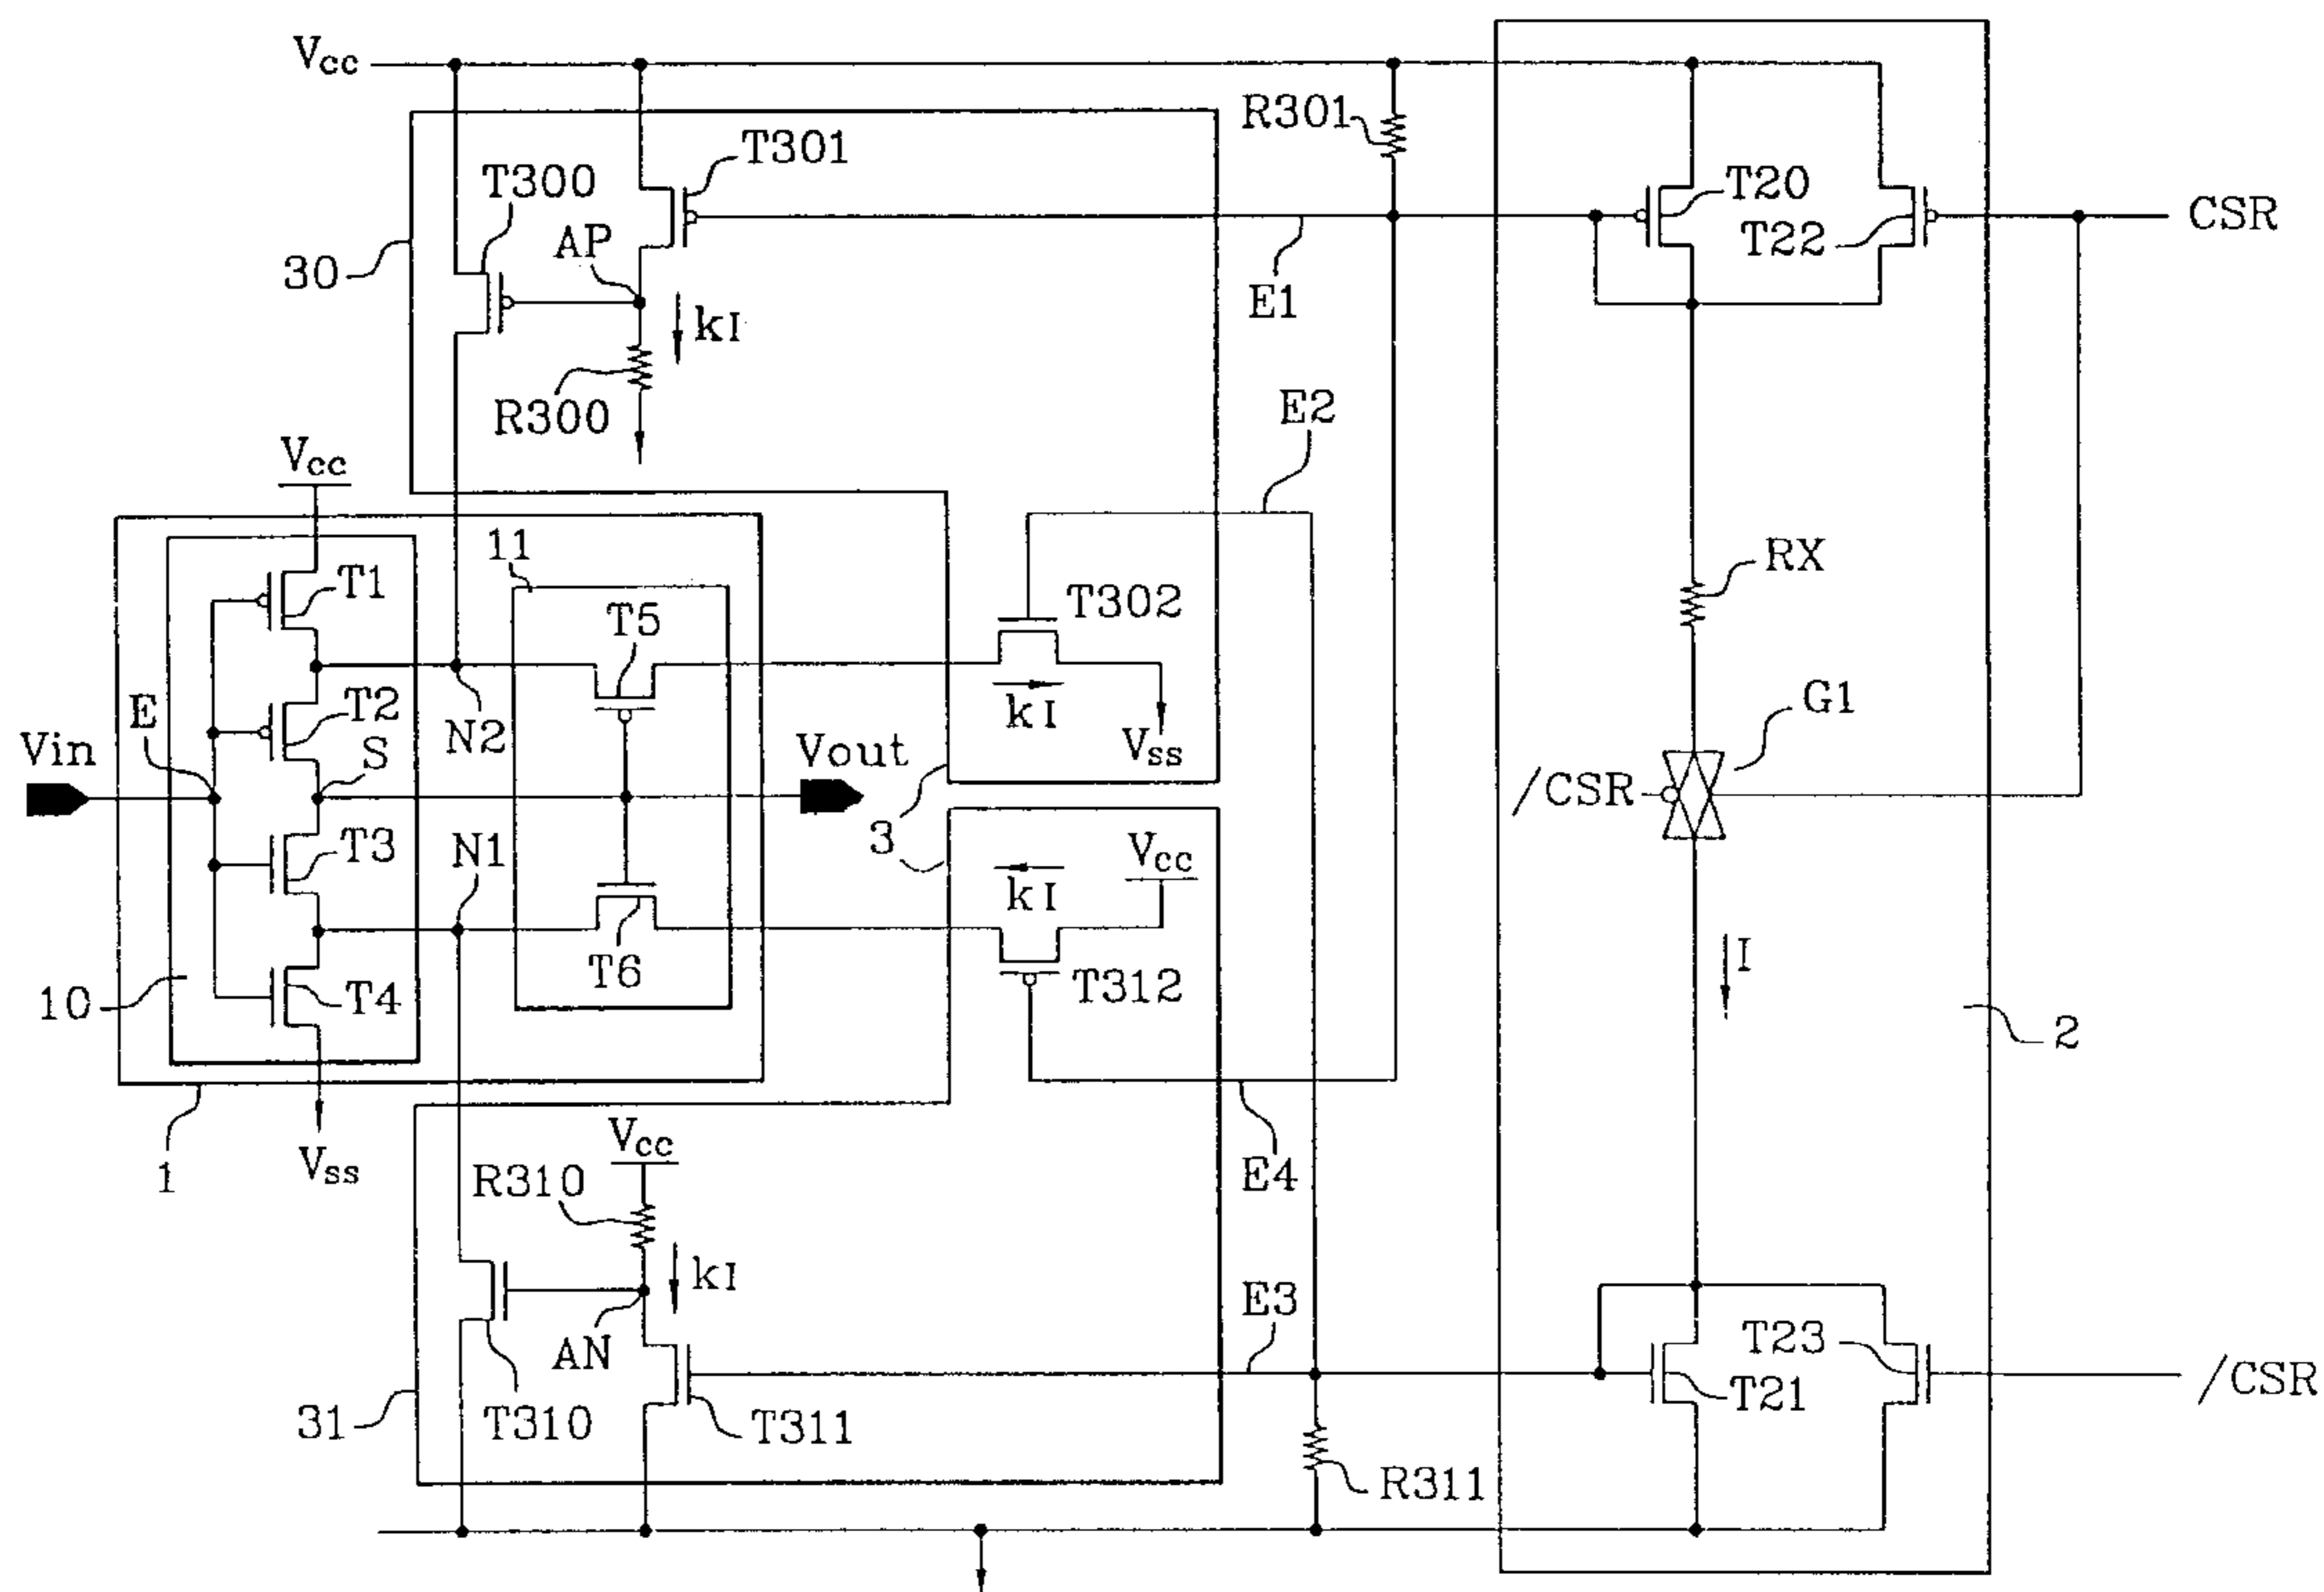 Vcc
R301
T301
T300
T20
CSR
T22
AP
30
E1
kI
R300
E2
Vcc
11
RX
T1
T302
T5
E
T2
G1
N2
kI
Vin
S
Vout
Vss
/CSR
3
T3
N1
Vcc
kI
I
T6
T312
10
T4
2
Vcc
Vss
1
R310
E4
kI
E3
AN
T23
/CSR
T21
31
T310
T311
R311